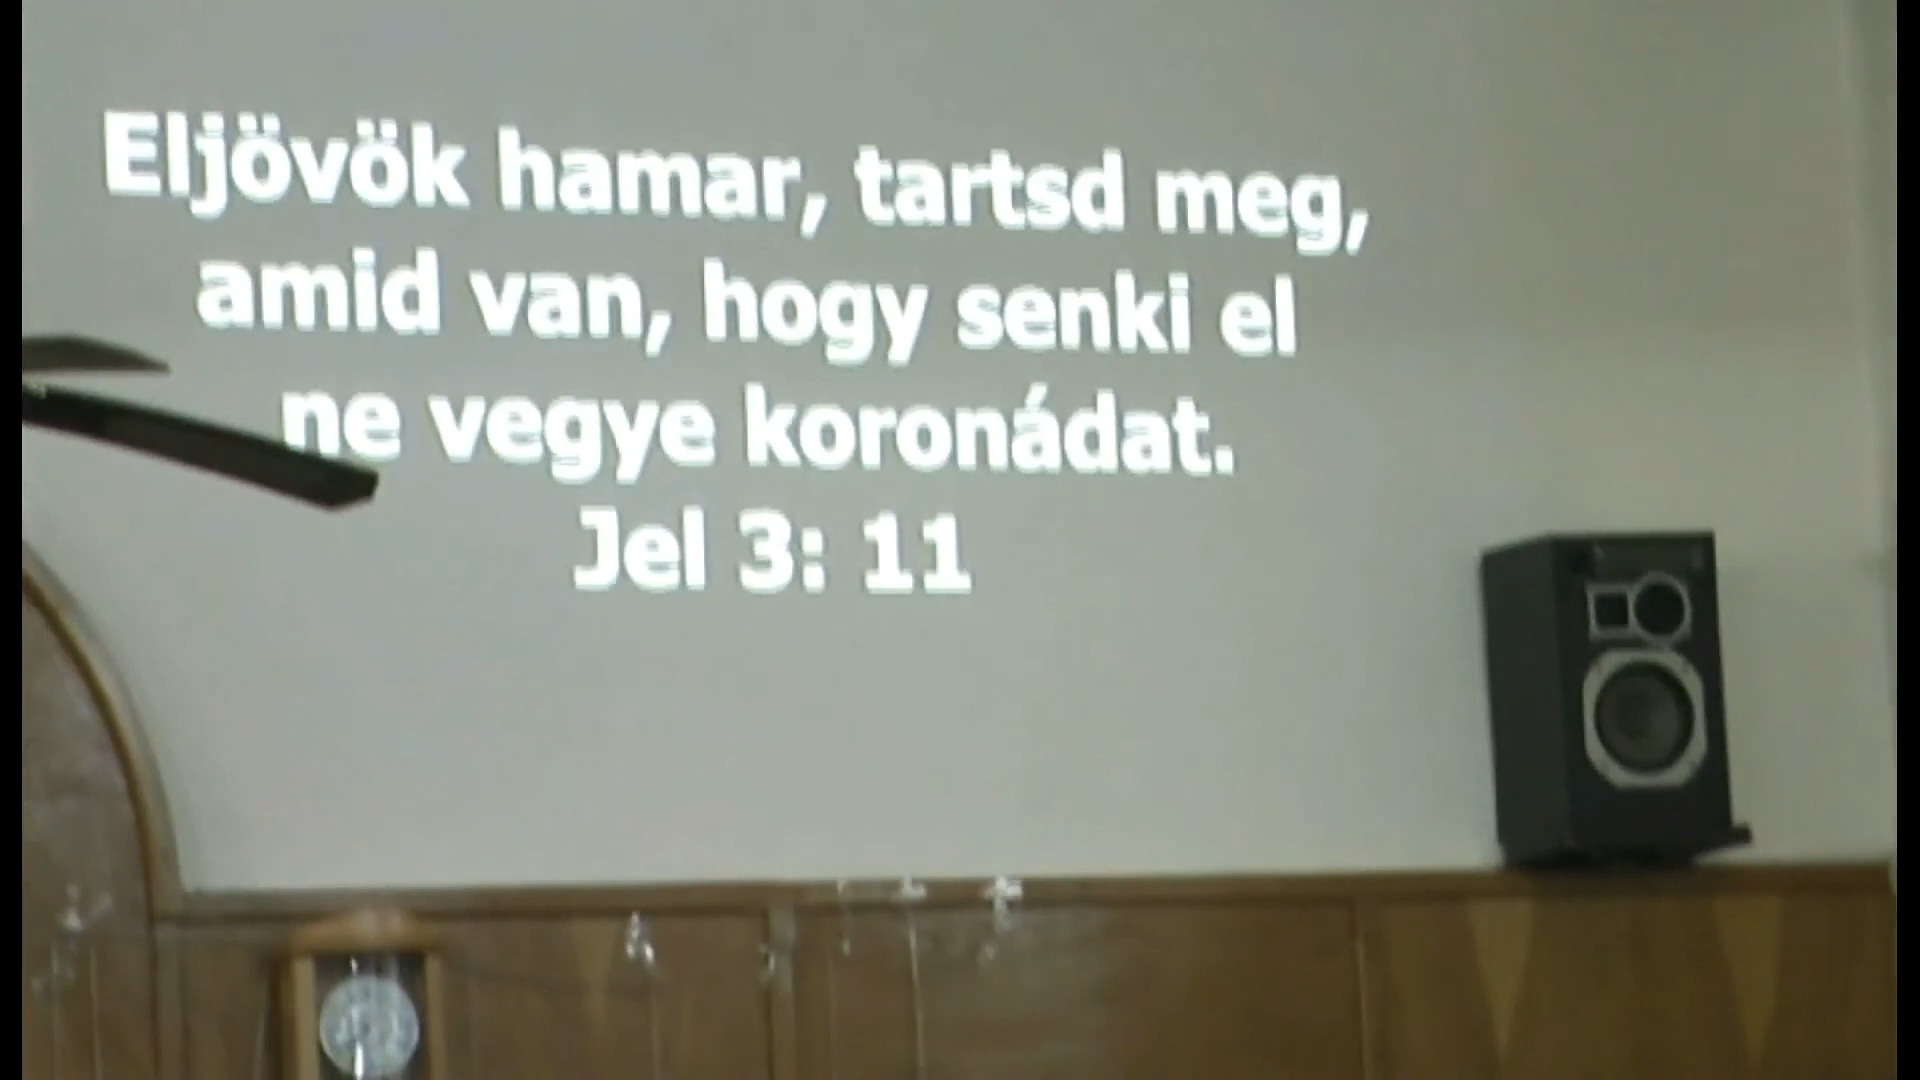 Eljövök hamar, tartsd meg,
amid van, hogy senki el
ne vegye koronádat.
Jel 3: 11